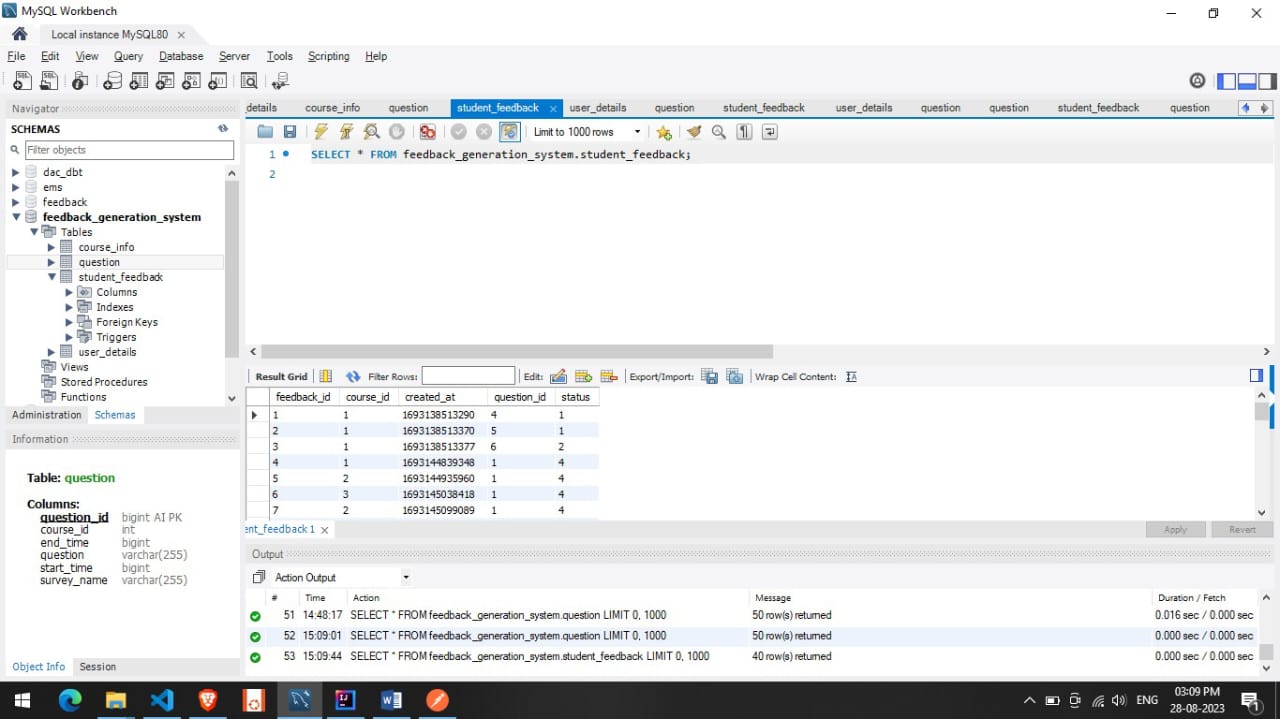 MySQL Workbench
Local instance MySQL80
File Edit View Query Database Server Tools Scripting Help
Navigator
SCHEMAS
Filter objects
dac_dbt
ems
feedback
feedback_generation_system
Tables
course_info
question
student_feedback
Columns
Indexes
Foreign Keys
Triggers
user_details
Views
Stored Procedures
Functions
Administration Schemas
Information
Table: question
Columns:
question_id bigint AI PK
course_id int
end_time bigint
question varchar(255)
start_time bigint
survey_name varchar(255)
Object Info Session
details course_info question student_feedback user_details question student_feedback user_details question question student_feedback question
Limit to 1000 rows
1 SELECT * FROM feedback_generation_system.student_feedback;
2
Result Grid Filter Rows: Edit: Export/Import: Wrap Cell Content:
feedback_id course_id created_at question_id status
1 1 1693138513290 4 1
2 1 1693138513370 5 1
3 1 1693138513377 6 2
4 1 1693144839348 1 4
5 2 1693144935960 1 4
6 3 1693145038418 1 4
7 2 1693145099089 1 4
ent_feedback 1
Apply Revert
Output
Action Output
# Time Action Message Duration / Fetch
51 14:48:17 SELECT * FROM feedback_generation_system.question LIMIT 0, 1000 50 row(s) returned 0.016 sec / 0.000 sec
52 15:09:01 SELECT * FROM feedback_generation_system.question LIMIT 0, 1000 50 row(s) returned 0.000 sec / 0.000 sec
53 15:09:44 SELECT * FROM feedback_generation_system.student_feedback LIMIT 0, 1000 40 row(s) returned 0.000 sec / 0.000 sec
ENG
03:09 PM
28-08-2023
1